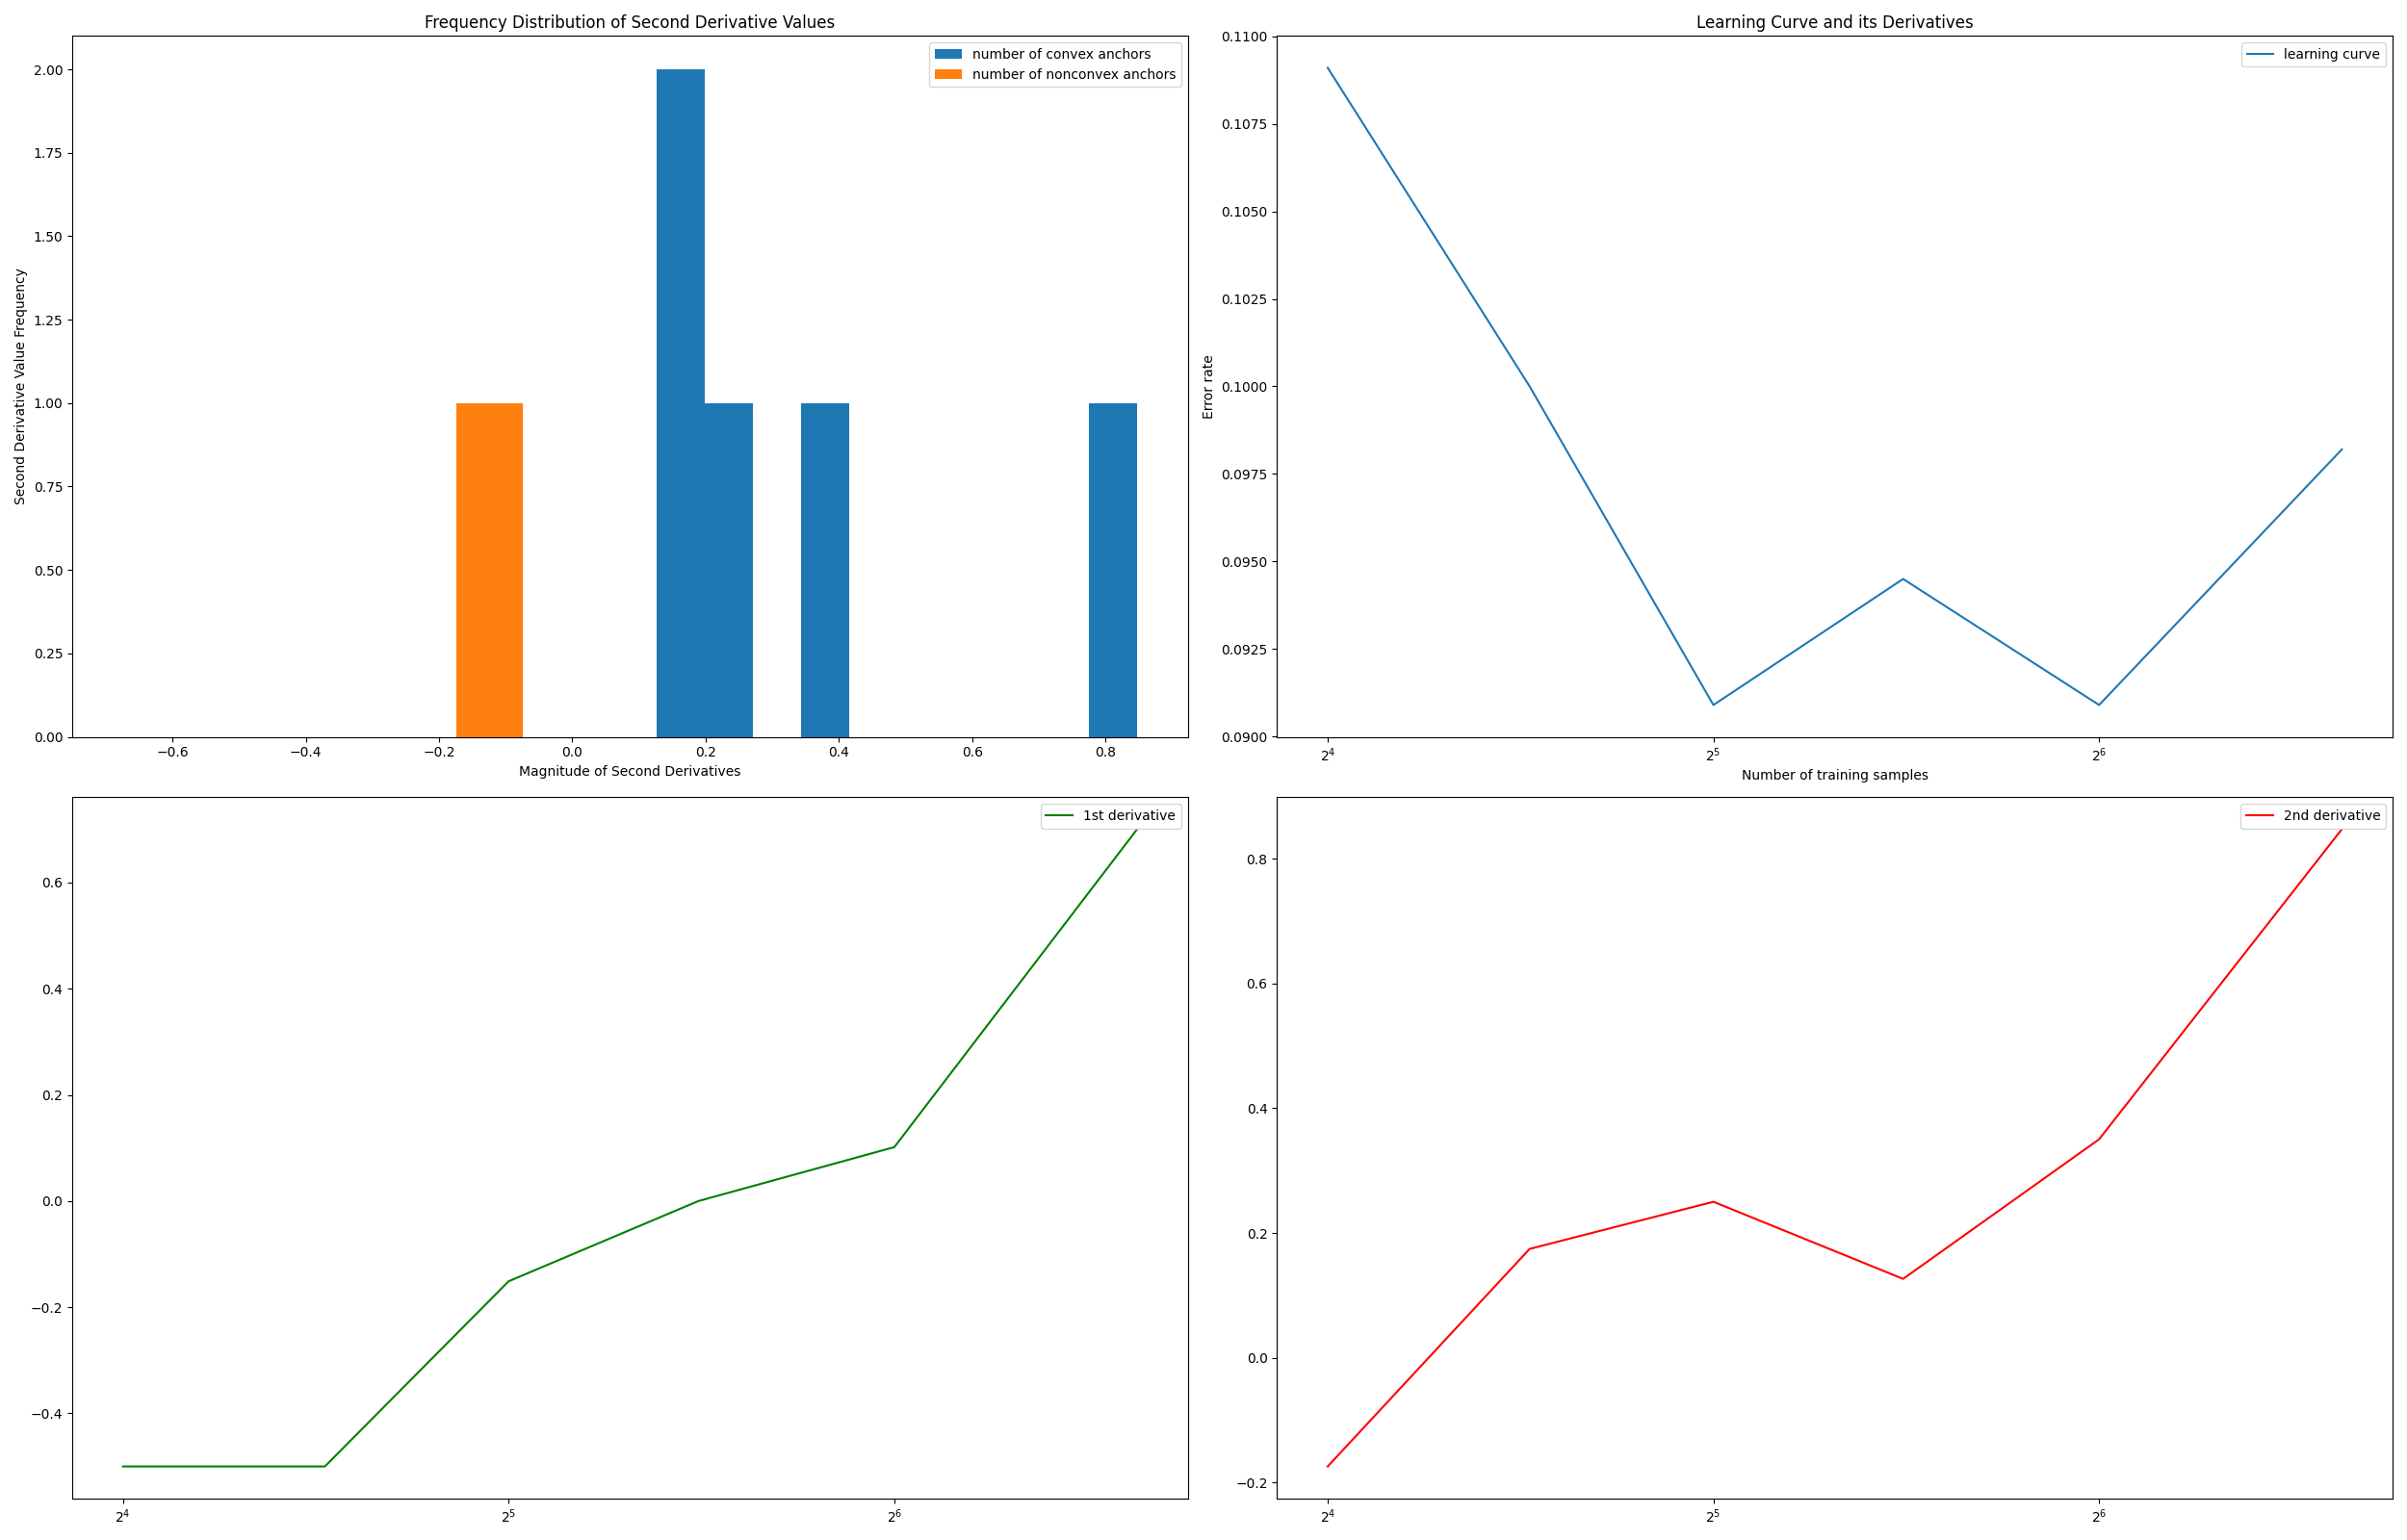 Frequency Distribution of Second Derivative Values
number of convex anchors
number of nonconvex anchors
2.00
1.75
1.50
1.25
1.00
0.75
0.50
0.25
0.00
Second Derivative Value Frequency
−0.6 −0.4 −0.2 0.0 0.2 0.4 0.6 0.8
Magnitude of Second Derivatives
Learning Curve and its Derivatives
learning curve
0.1100
0.1075
0.1050
0.1025
0.1000
0.0975
0.0950
0.0925
0.0900
Error rate
2⁴ 2⁵ 2⁶
Number of training samples
1st derivative
0.6
0.4
0.2
0.0
−0.2
−0.4
2⁴ 2⁵ 2⁶
2nd derivative
0.8
0.6
0.4
0.2
0.0
−0.2
2⁴ 2⁵ 2⁶